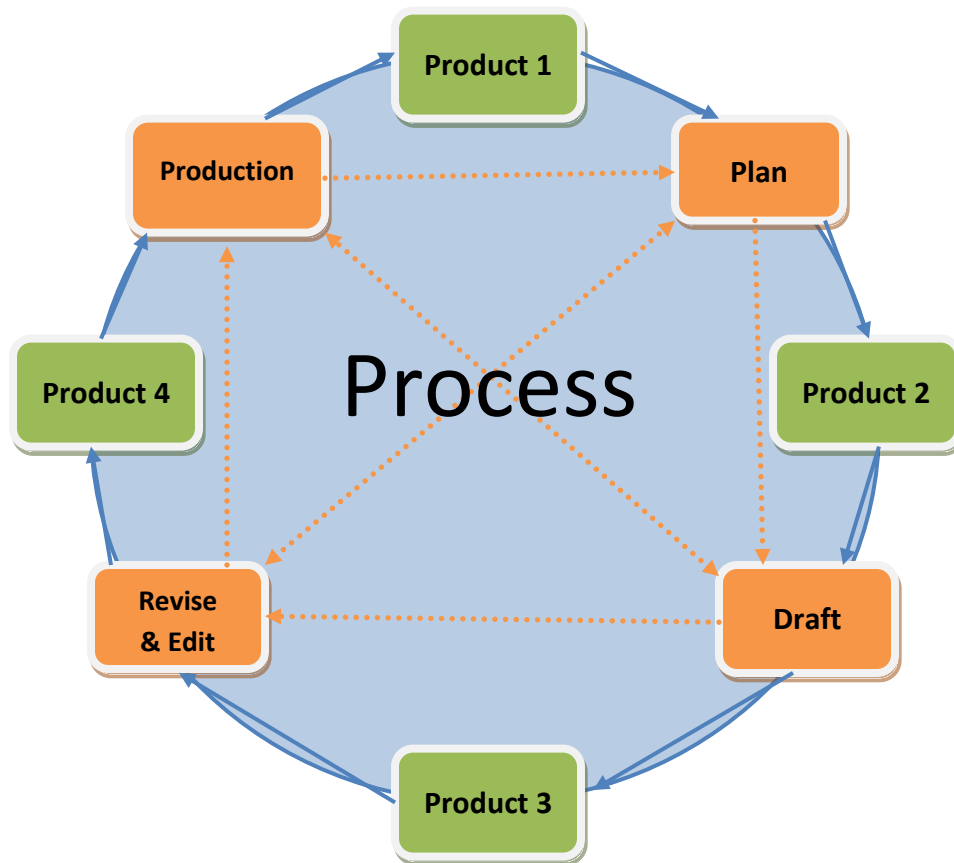 Product 1
Production
Plan
Process
Product 4
Product 2
Revise
& Edit
Draft
Product 3